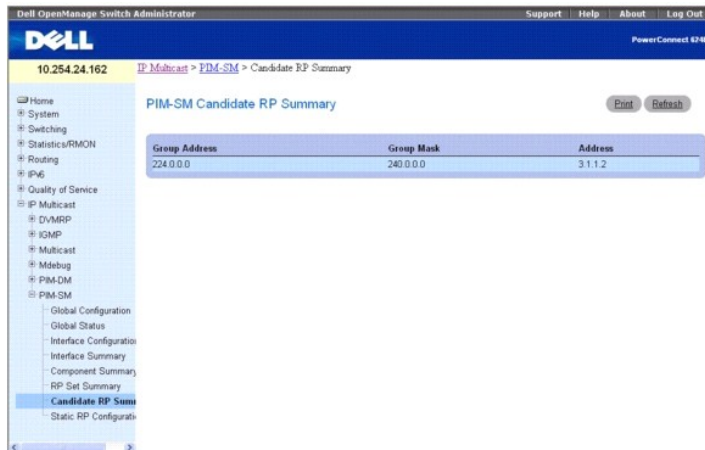 Dell OpenManage Switch Administrator
Support Help About Log Out
DELL
PowerConnect
10.254.24.162
IP Multicast > PIM-SM > Candidate RP Summary
Home
System
Switching
Statistics/RMON
Routing
IPv6
Quality of Service
IP Multicast
DVMRP
IGMP
Multicast
Mdebug
PIM-DM
PIM-SM
Global Configuration
Global Status
Interface Configuration
Interface Summary
Component Summary
RP Set Summary
Candidate RP Summ
Static RP Configurati
PIM-SM Candidate RP Summary
Print Refresh
Group Address Group Mask Address
224.0.0.0 240.0.0.0 3.1.1.2